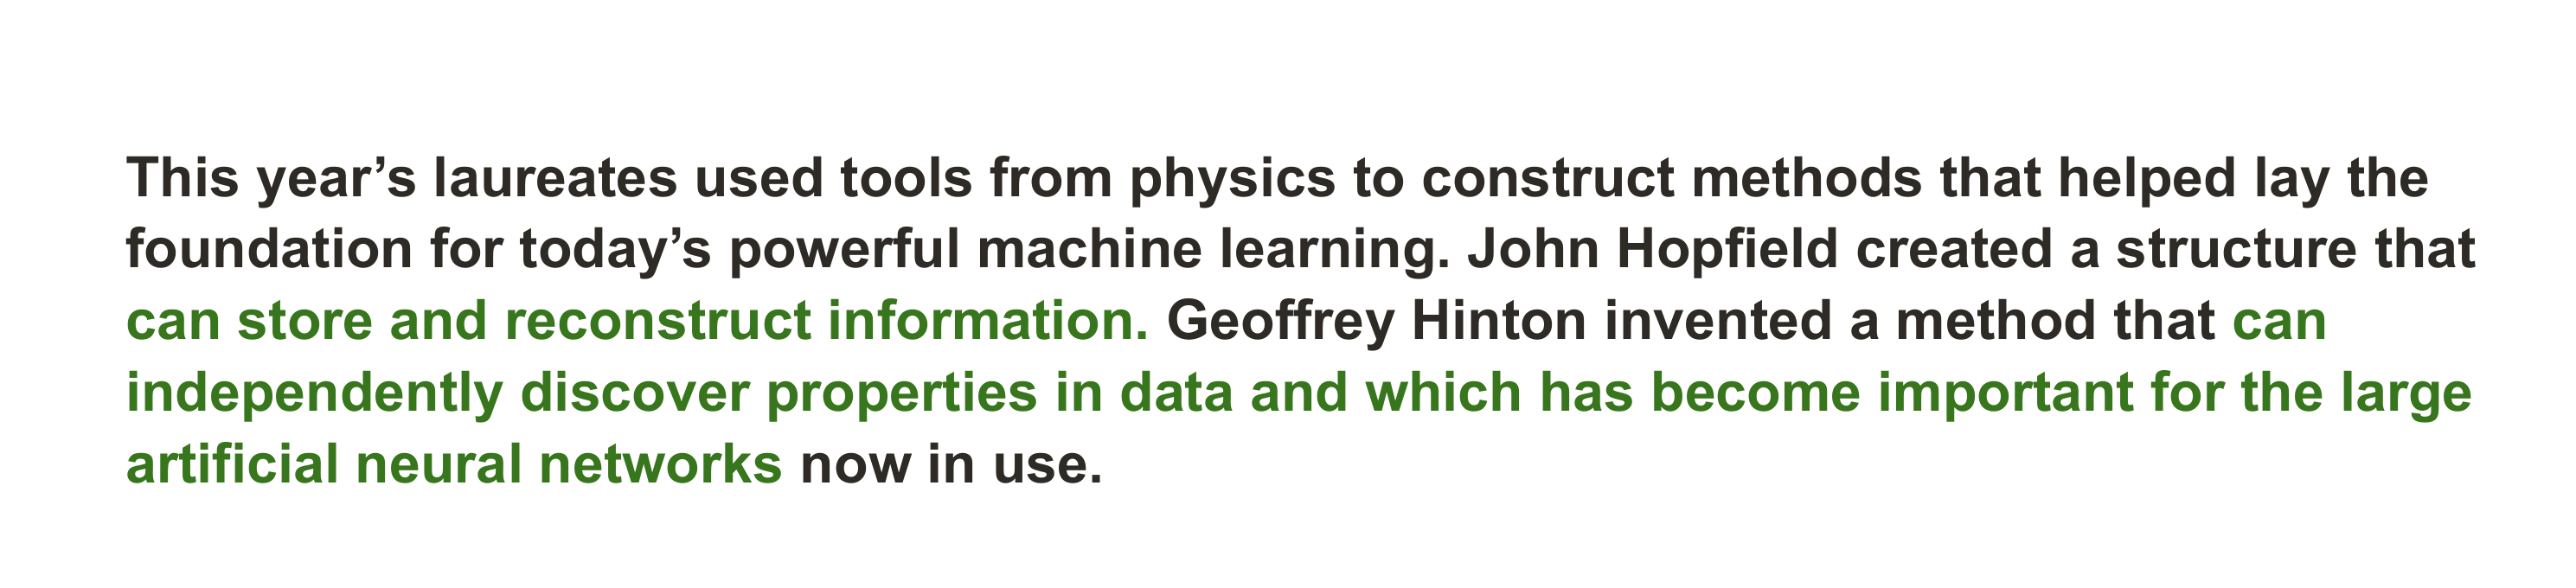 This year’s laureates used tools from physics to construct methods that helped lay the
foundation for today’s powerful machine learning. John Hopfield created a structure that
can store and reconstruct information. Geoffrey Hinton invented a method that can
independently discover properties in data and which has become important for the large
artificial neural networks now in use.